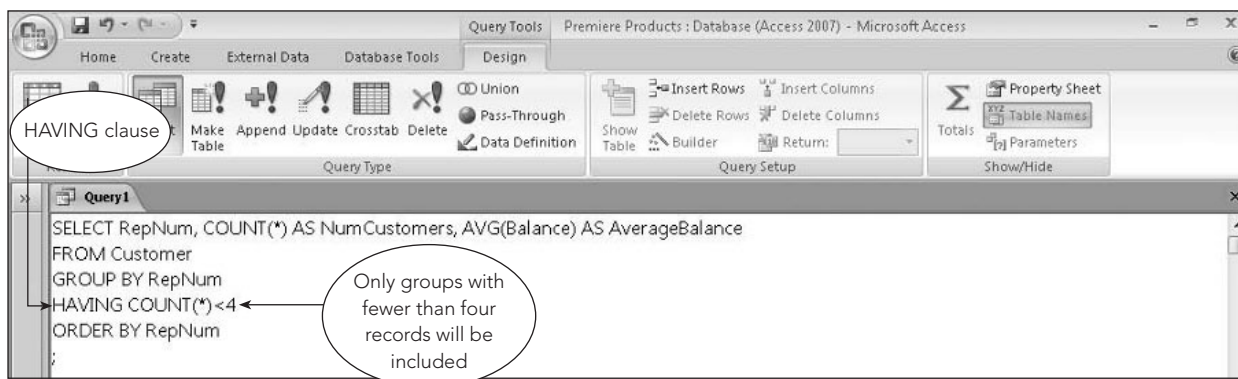 Query Tools Premiere Products : Database (Access 2007) - Microsoft Access
Home Create External Data Database Tools Design
HAVING clause
Make Table
Append
Update
Crosstab
Delete
Union
Pass-Through
Data Definition
Query Type
Show Table
Insert Rows
Delete Rows
Builder
Insert Columns
Delete Columns
Return:
Query Setup
Totals
Property Sheet
Table Names
Parameters
Show/Hide
Query1
SELECT RepNum, COUNT(*) AS NumCustomers, AVG(Balance) AS AverageBalance
FROM Customer
GROUP BY RepNum
HAVING COUNT(*)<4
ORDER BY RepNum
;
Only groups with
fewer than four
records will be
included